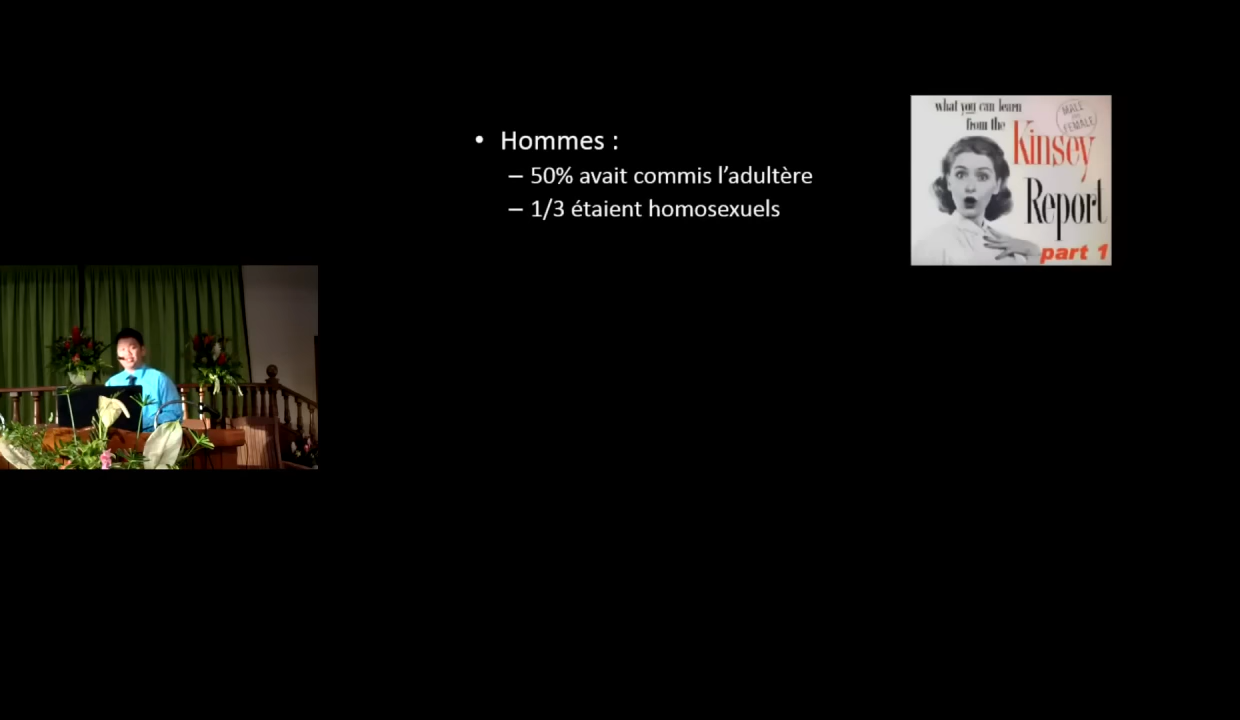 • Hommes :
– 50% avait commis l’adultère
– 1/3 étaient homosexuels
what you can learn
from the
MALE
FEMALE
Kinsey
Report
part 1